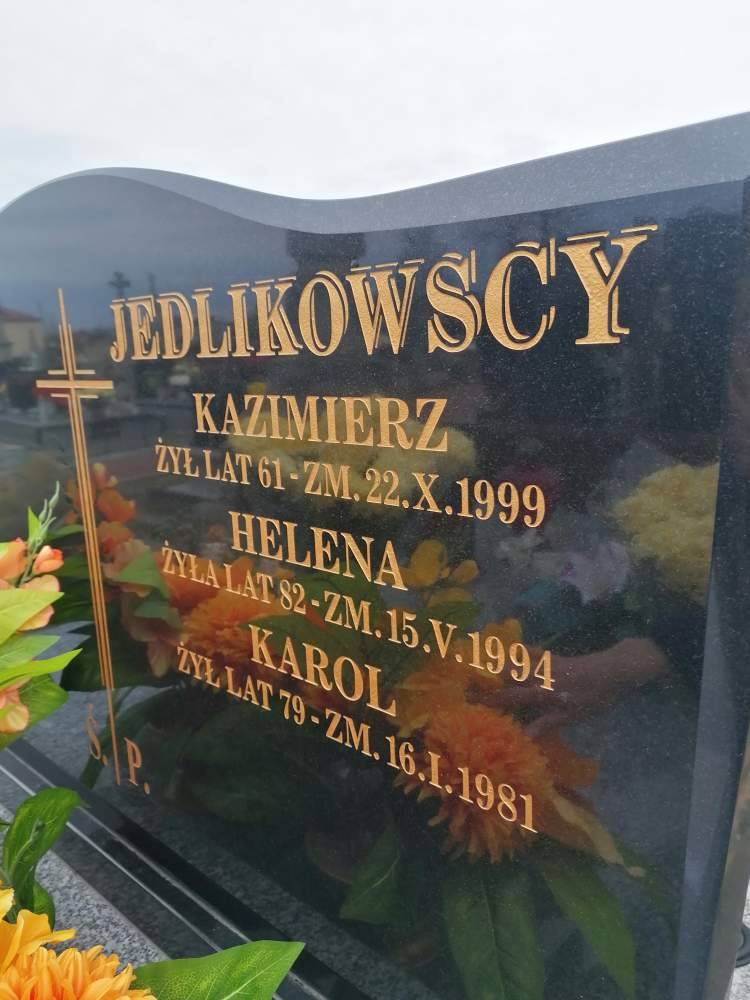 JEDLIKOWSCY
KAZIMIERZ
ŻYŁ LAT 61 - ZM. 22. X. 1999
HELENA
ŻYŁA LAT 82 - ZM. 15. V. 1994
KAROL
ŻYŁ LAT 79 - ZM. 16. I. 1981
Ś. P.